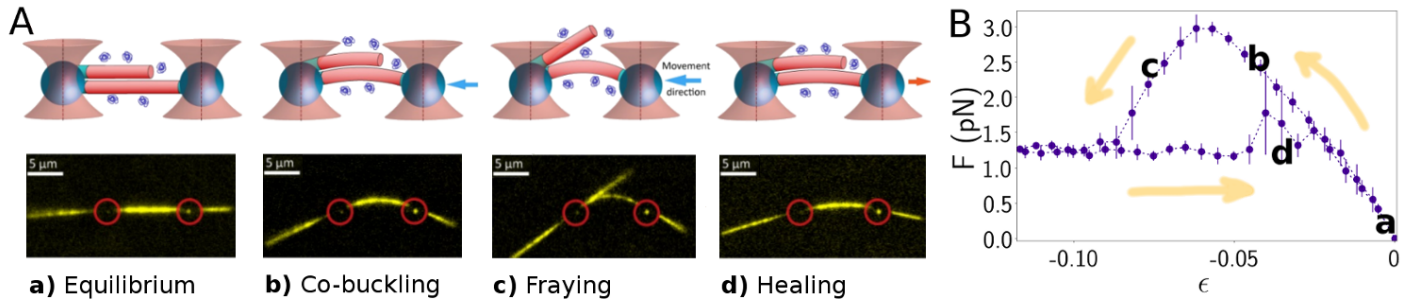 A
Movement
direction
5 μm
5 μm
5 μm
5 μm
a) Equilibrium
b) Co-buckling
c) Fraying
d) Healing
B
F (pN)
3.0
2.5
2.0
1.5
1.0
0.5
0.0
c
b
d
a
-0.10
-0.05
0
ϵ